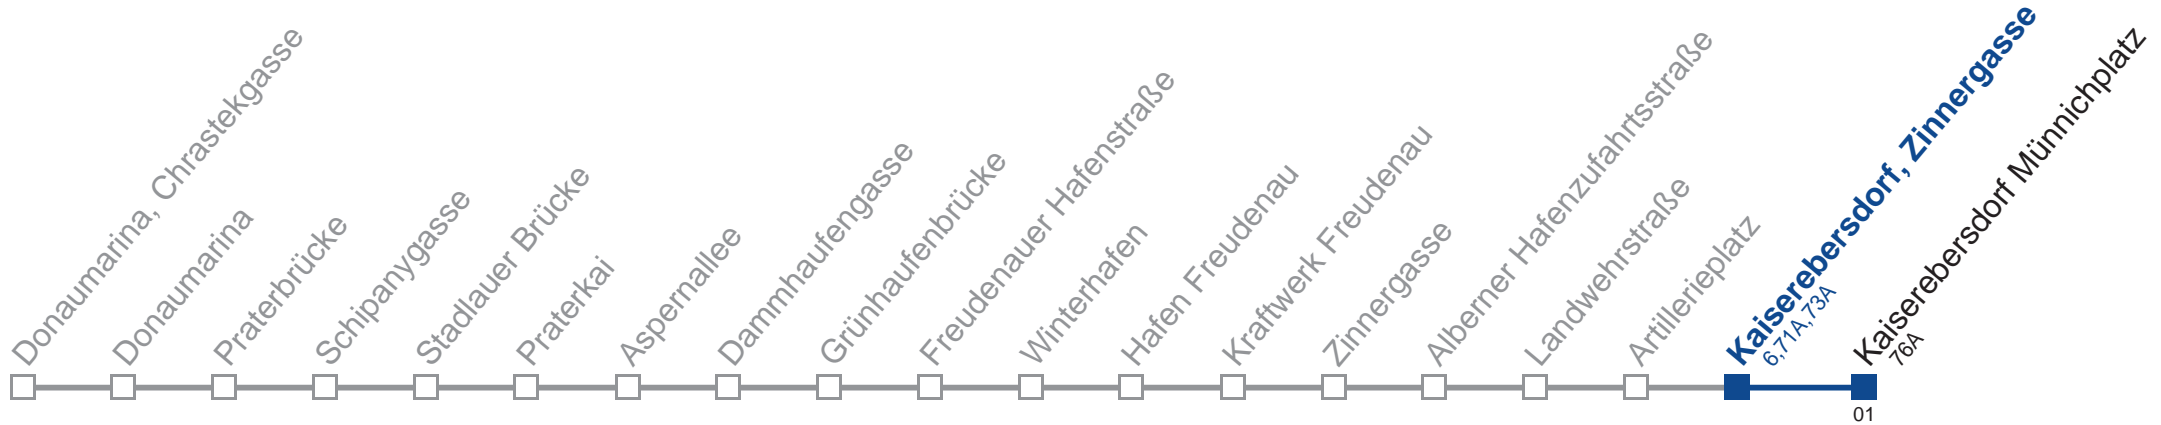 Donaumarina, Chrastekgasse
Donaumarina
Praterbrücke
Schipanygasse
Stadlauer Brücke
Praterkai
Aspernallee
Dammhaufengasse
Grünhaufenbrücke
Freudenauer Hafenstraße
Winterhafen
Hafen Freudenau
Kraftwerk Freudenau
Zinnergasse
Alberner Hafenzufahrtsstraße
Landwehrstraße
Artillerieplatz
Kaiserebersdorf, Zinnergasse
6,71A,73A
Kaiserebersdorf Münnichplatz
76A
01